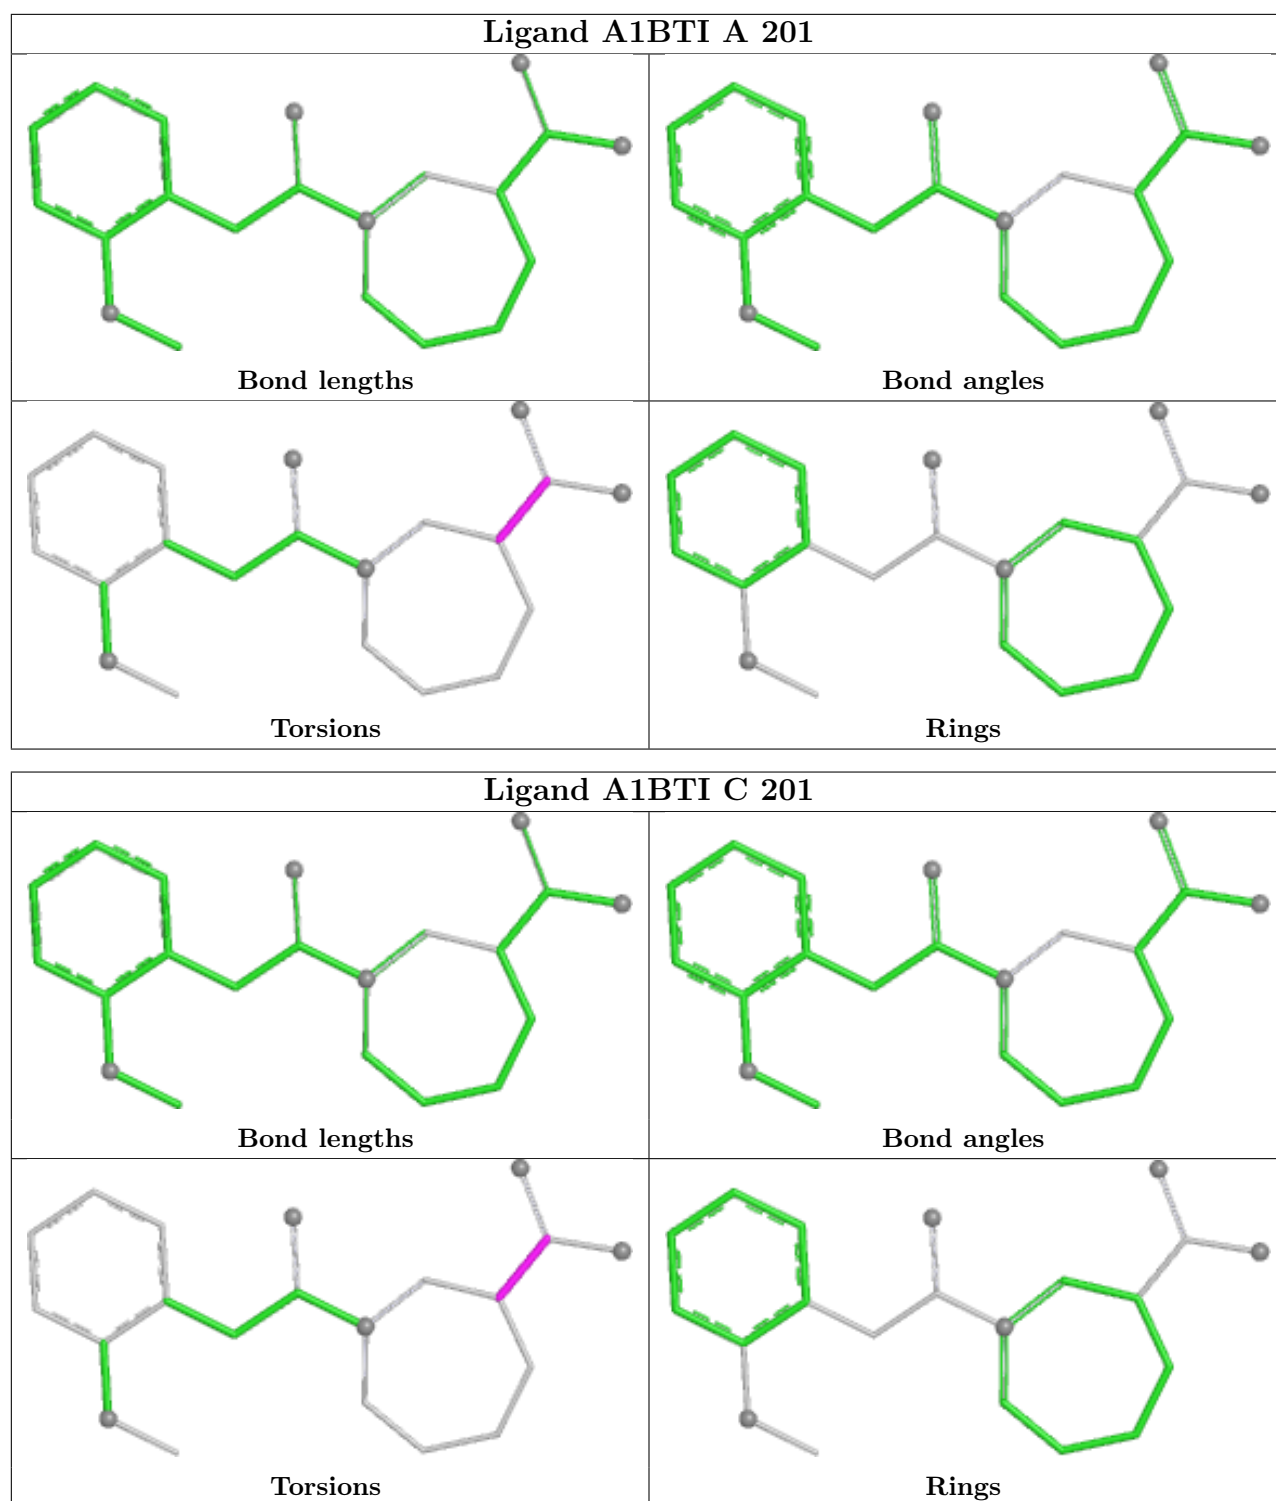 Ligand A1BTI A 201
Bond lengths
Bond angles
Torsions
Rings
Ligand A1BTI C 201
Bond lengths
Bond angles
Torsions
Rings